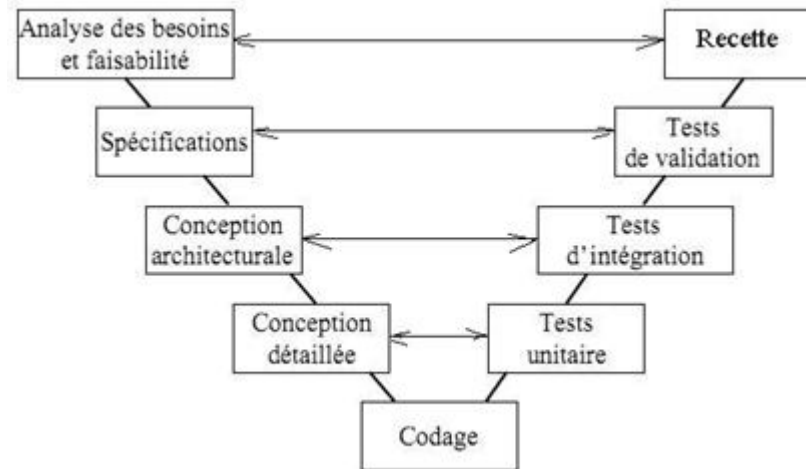 Analyse des besoins
et faisabilité
Recette
Spécifications
Tests
de validation
Conception
architecturale
Tests
d'intégration
Conception
détaillée
Tests
unitaire
Codage